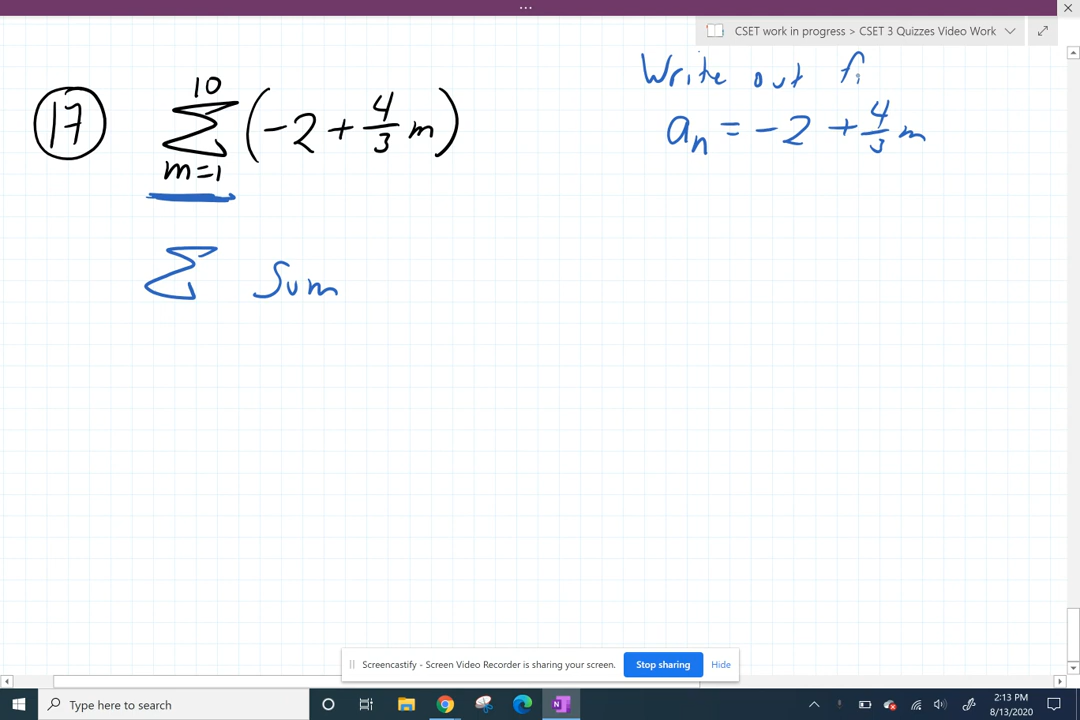 CSET work in progress > CSET 3 Quizzes Video Work
Write out fi
17 10 ∑ m=1 (-2 + 4/3 m)
aₙ = -2 + 4/3 m
∑ Sum
Screencastify - Screen Video Recorder is sharing your screen.
Stop sharing
Hide
Type here to search
2:13 PM
8/13/2020